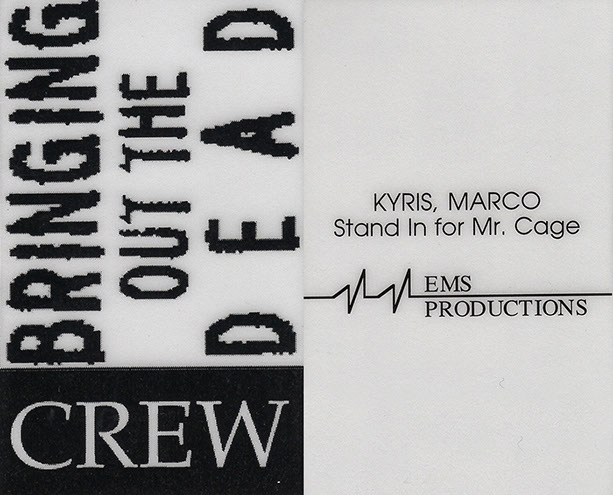 BRINGING
OUT THE
DEAD
CREW
KYRIS, MARCO
Stand In for Mr. Cage
EMS
PRODUCTIONS